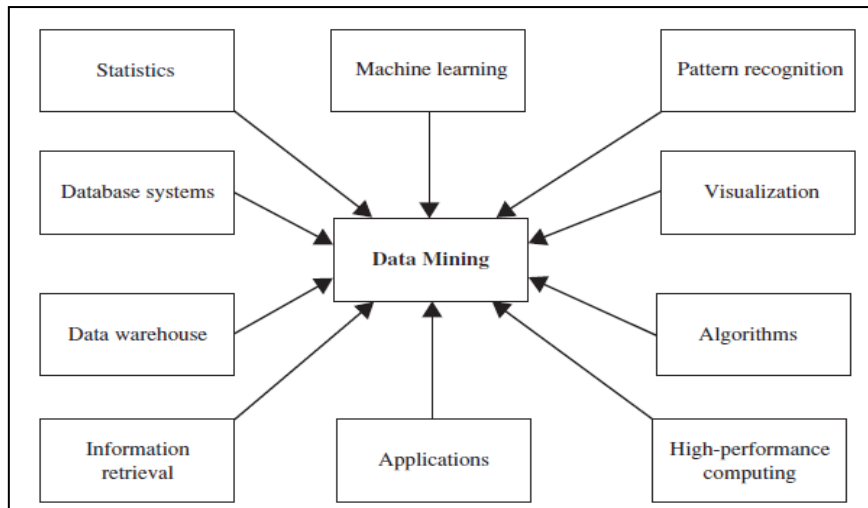 Statistics
Machine learning
Pattern recognition
Database systems
Visualization
Data Mining
Data warehouse
Algorithms
Information
retrieval
Applications
High-performance
computing